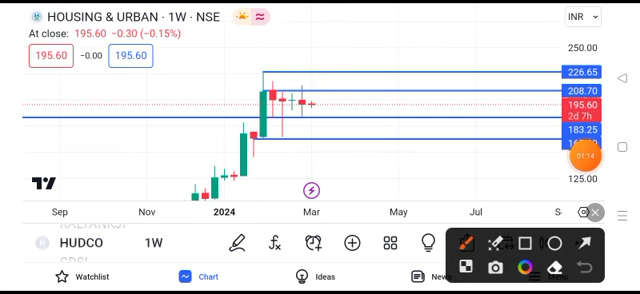 HOUSING & URBAN · 1W · NSE
INR
At close: 195.60 −0.30 (−0.15%)
195.60 −0.00 195.60
250.00
226.65
208.70
195.60
2d 7h
183.25
01:14
125.00
Sep Nov 2024 Mar May Jul
HUDCO 1W
Watchlist Chart Ideas News